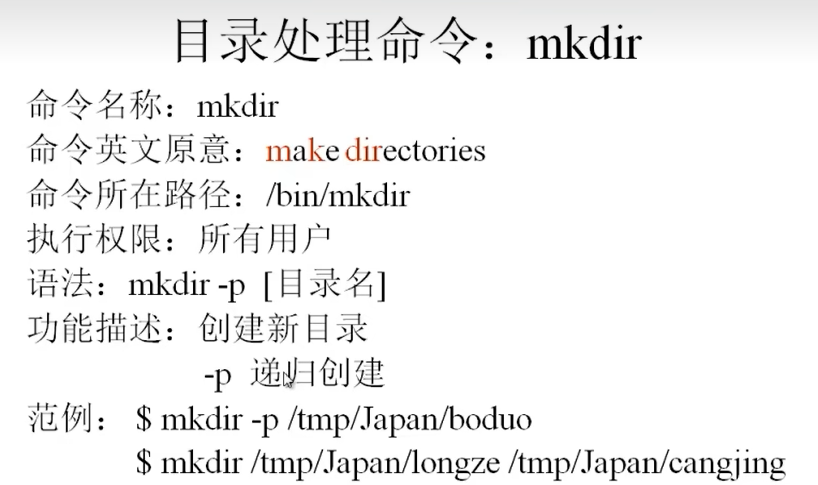 目录处理命令：mkdir
命令名称：mkdir
命令英文原意：make directories
命令所在路径：/bin/mkdir
执行权限：所有用户
语法：mkdir -p [目录名]
功能描述：创建新目录
-p 递归创建
范例： $ mkdir -p /tmp/Japan/boduo
$ mkdir /tmp/Japan/longze /tmp/Japan/cangjing